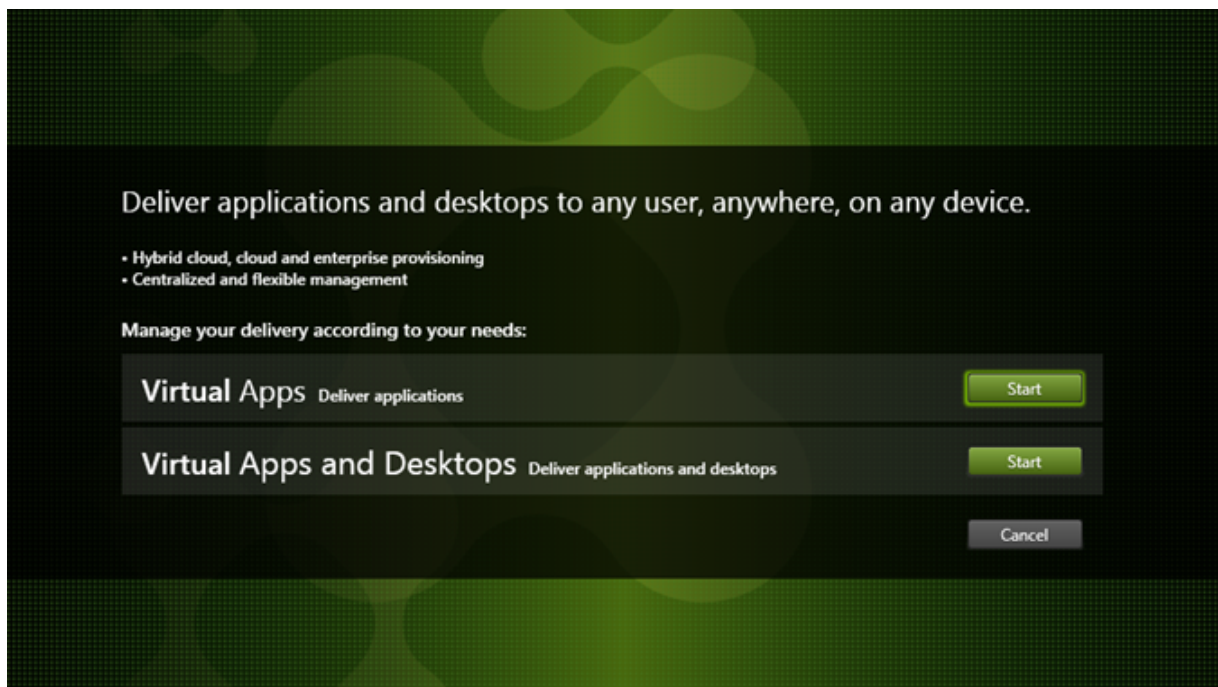 Deliver applications and desktops to any user, anywhere, on any device.
• Hybrid cloud, cloud and enterprise provisioning
• Centralized and flexible management
Manage your delivery according to your needs:
Virtual Apps Deliver applications Start
Virtual Apps and Desktops Deliver applications and desktops Start
Cancel